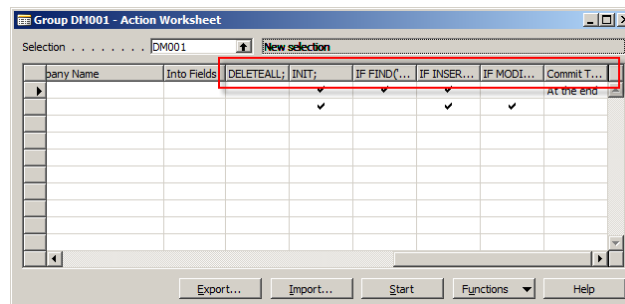 Group DM001 - Action Worksheet
Selection . . . . . . . . DM001 New selection
pany Name Into Fields DELETEALL; INIT; IF FIND('... IF INSER... IF MODI... Commit T...
At the end
Export... Import... Start Functions Help